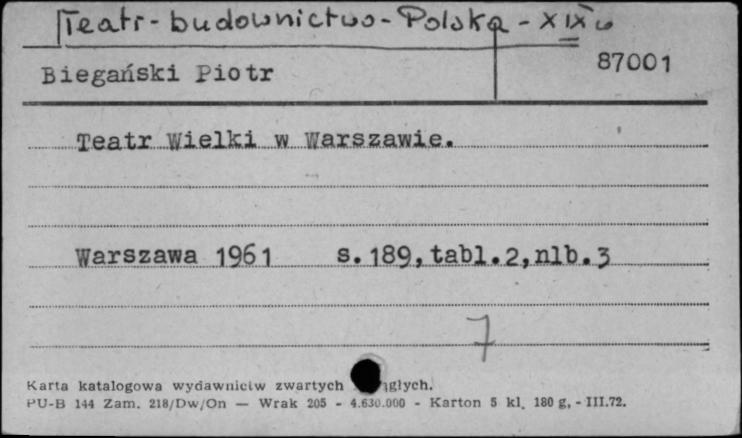 Teatr - budownictwo - Polska - XIX w
Biegański Piotr 87001
Teatr Wielki w Warszawie.
Warszawa 1961 s.189, tabl.2, nlb.3
7
Karta katalogowa wydawnictw zwartych
PU-B 144 Zam. 218/Dw/On — Wrak 205 - 4.630.000 - Karton 5 kl. 180 g, - III.72.